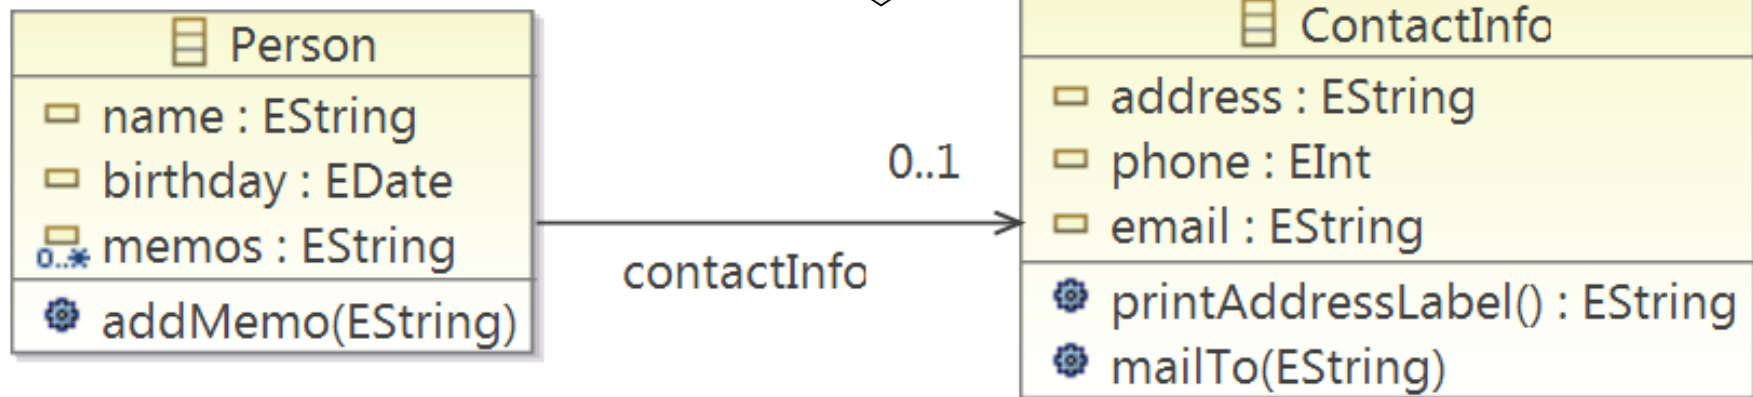 Person
name : EString
birthday : EDate
0..* memos : EString
addMemo(EString)
0..1
contactInfo
ContactInfo
address : EString
phone : EInt
email : EString
printAddressLabel() : EString
mailTo(EString)